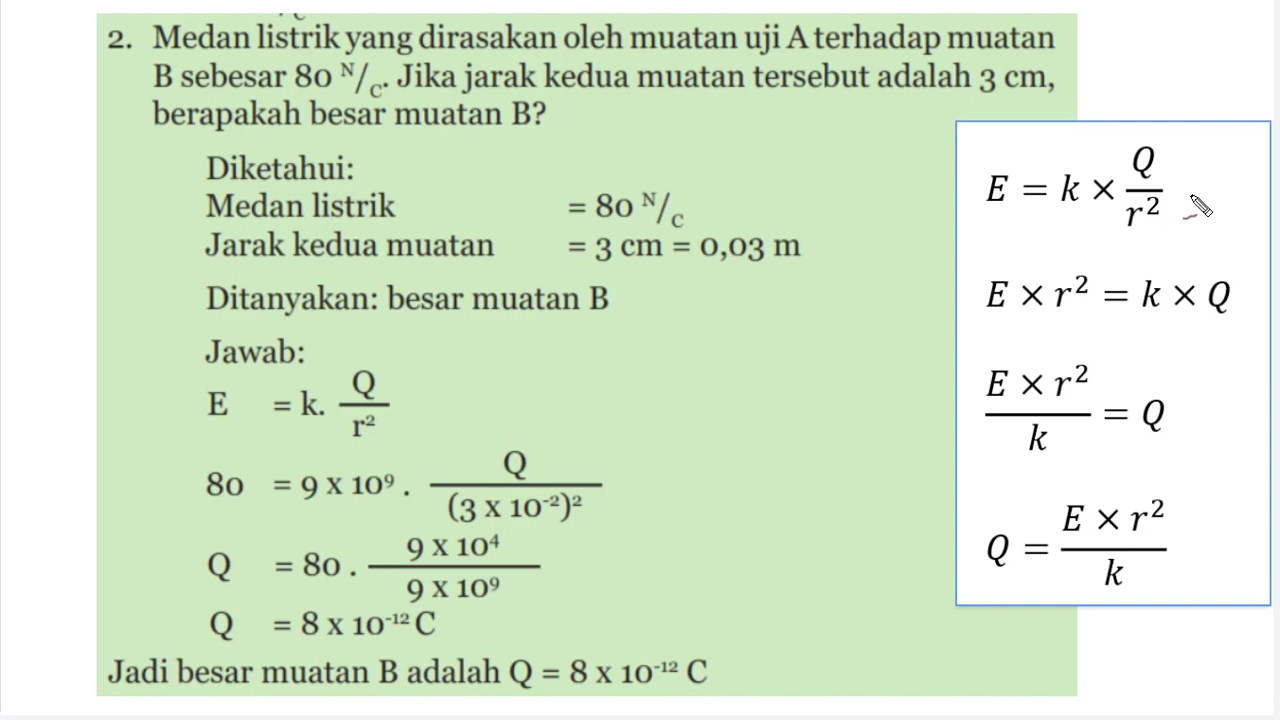 2. Medan listrik yang dirasakan oleh muatan uji A terhadap muatan
B sebesar 80 ᴺ/c. Jika jarak kedua muatan tersebut adalah 3 cm,
berapakah besar muatan B?
Diketahui:
Medan listrik = 80 ᴺ/c
Jarak kedua muatan = 3 cm = 0,03 m
Ditanyakan: besar muatan B
Jawab:
E = k. Q / r²
80 = 9 x 10⁹ . Q / (3 x 10⁻²)²
Q = 80 . 9 x 10⁴ / 9 x 10⁹
Q = 8 x 10⁻¹² C
Jadi besar muatan B adalah Q = 8 x 10⁻¹² C
E = k × Q / r²
E × r² = k × Q
E × r² / k = Q
Q = E × r² / k